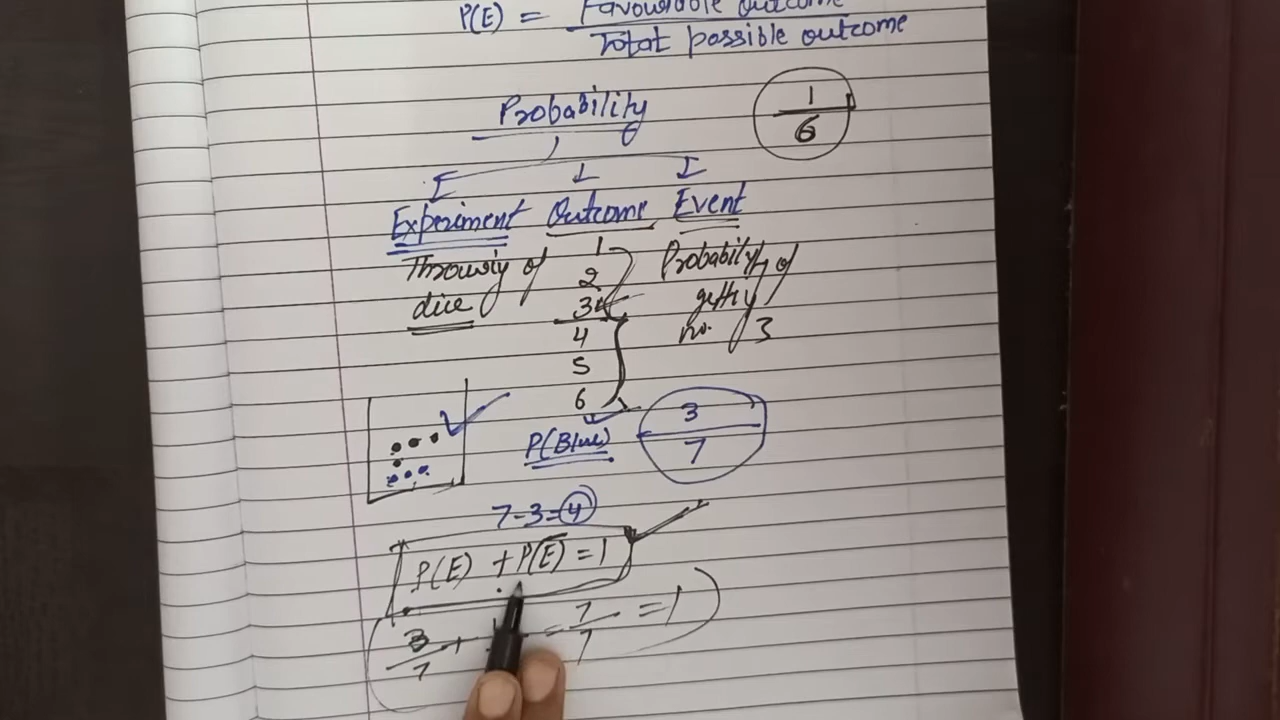 P(E) = Favourable outcome
Total possible outcome
Probability
1
6
Experiment Outcome Event
Throwing of dice
1
2
3
4
5
6
Probability of
getting
no. 3
P(Blue) 3
7
7-3=4
P(E) + P(E̅) = 1
3
7
+
= 7
7
= 1